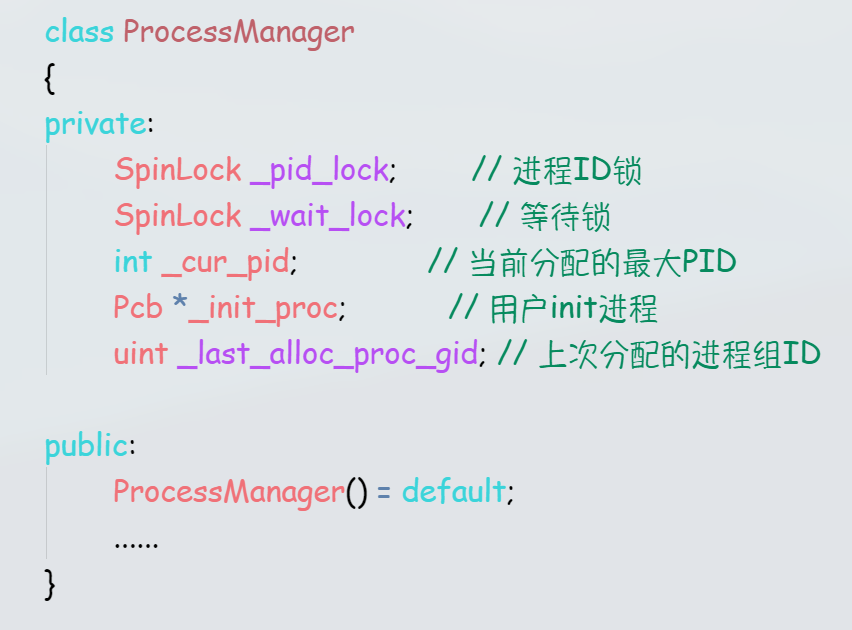 class ProcessManager
{
private:
SpinLock _pid_lock; // 进程ID锁
SpinLock _wait_lock; // 等待锁
int _cur_pid; // 当前分配的最大PID
Pcb *_init_proc; // 用户init进程
uint _last_alloc_proc_gid; // 上次分配的进程组ID
public:
ProcessManager() = default;
......
}